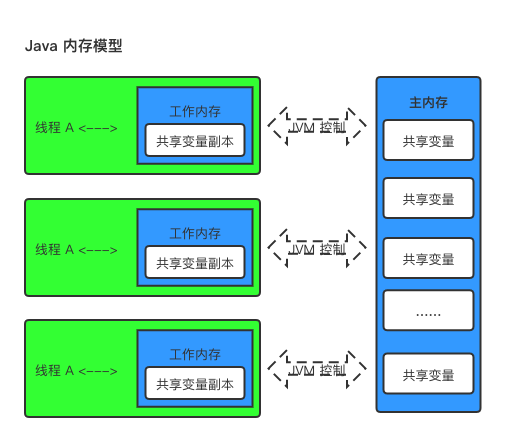 Java 内存模型
线程 A <--->
工作内存
共享变量副本
JVM 控制
线程 A <--->
工作内存
共享变量副本
JVM 控制
线程 A <--->
工作内存
共享变量副本
JVM 控制
主内存
共享变量
共享变量
共享变量
......
共享变量